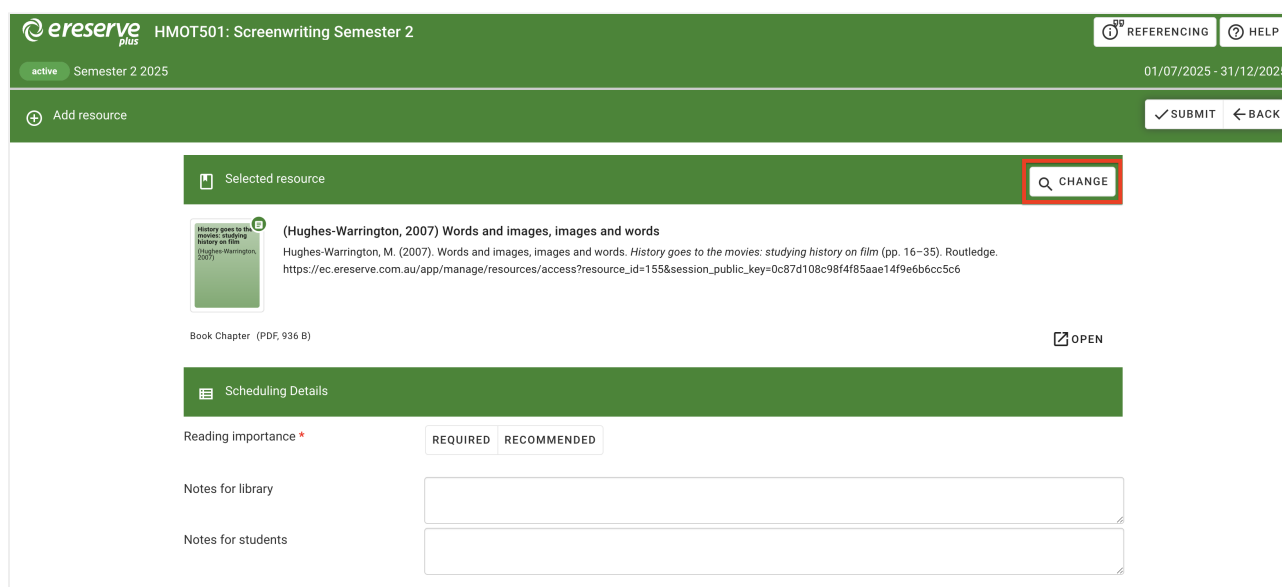 ereserve plus HMOT501: Screenwriting Semester 2 REFERENCING HELP
active Semester 2 2025 01/07/2025 - 31/12/2025
Add resource SUBMIT BACK
Selected resource CHANGE
History goes to the movies: studying history on film
(Hughes-Warrington, 2007)
(Hughes-Warrington, 2007) Words and images, images and words
Hughes-Warrington, M. (2007). Words and images, images and words. History goes to the movies: studying history on film (pp. 16–35). Routledge.
https://ec.ereserve.com.au/app/manage/resources/access?resource_id=155&session_public_key=0c87d108c98f4f85aae14f9e6b6cc5c6
Book Chapter (PDF, 936 B) OPEN
Scheduling Details
Reading importance * REQUIRED RECOMMENDED
Notes for library
Notes for students